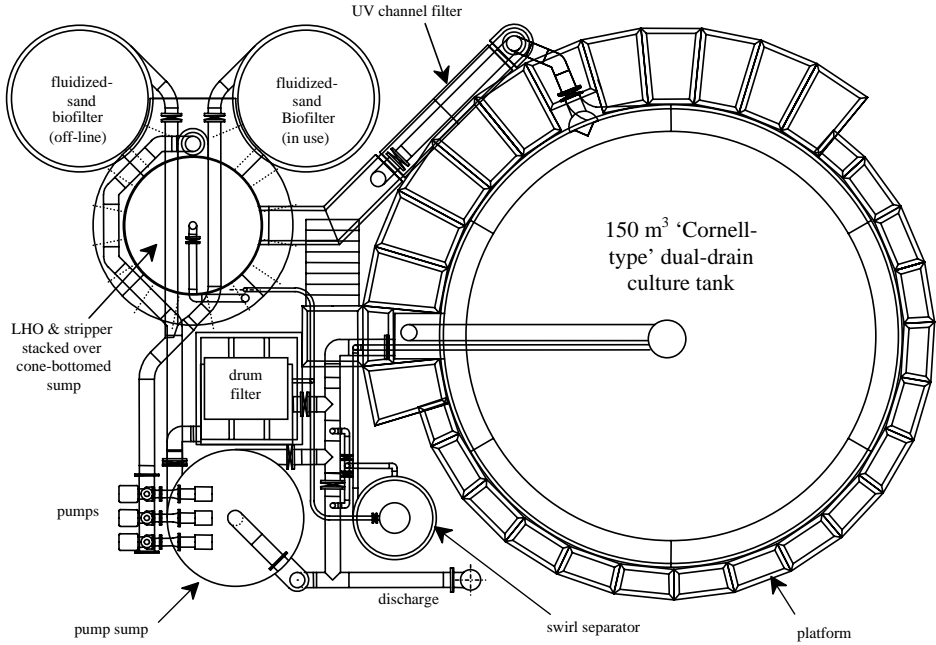 UV channel filter
fluidized-
sand
biofilter
(off-line)
fluidized-
sand
Biofilter
(in use)
150 m³ ‘Cornell-
type’ dual-drain
culture tank
LHO & stripper
stacked over
cone-bottomed
sump
drum
filter
pumps
discharge
pump sump
swirl separator
platform